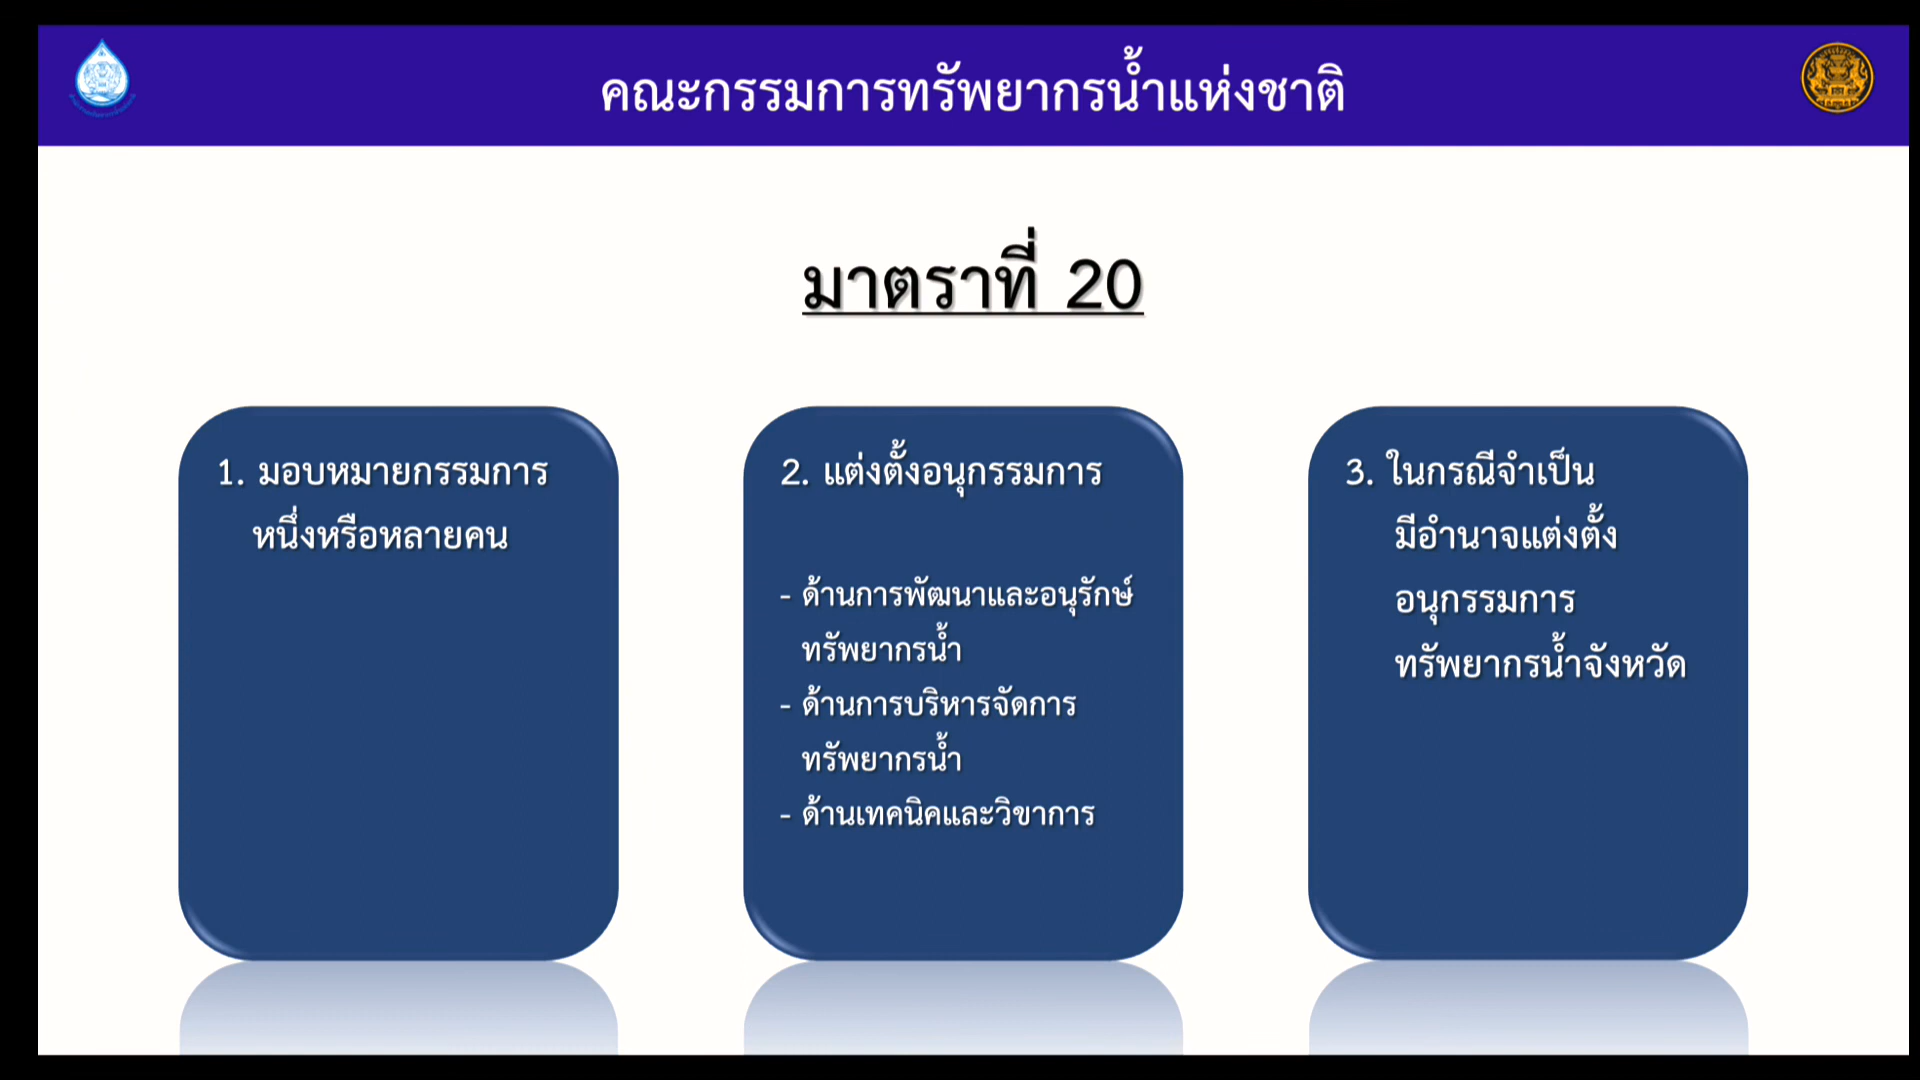 คณะกรรมการทรัพยากรน้ำแห่งชาติ
มาตราที่ 20
1. มอบหมายกรรมการ
หนึ่งหรือหลายคน
2. แต่งตั้งอนุกรรมการ
- ด้านการพัฒนาและอนุรักษ์
ทรัพยากรน้ำ
- ด้านการบริหารจัดการ
ทรัพยากรน้ำ
- ด้านเทคนิคและวิขาการ
3. ในกรณีจำเป็น
มีอำนาจแต่งตั้ง
อนุกรรมการ
ทรัพยากรน้ำจังหวัด